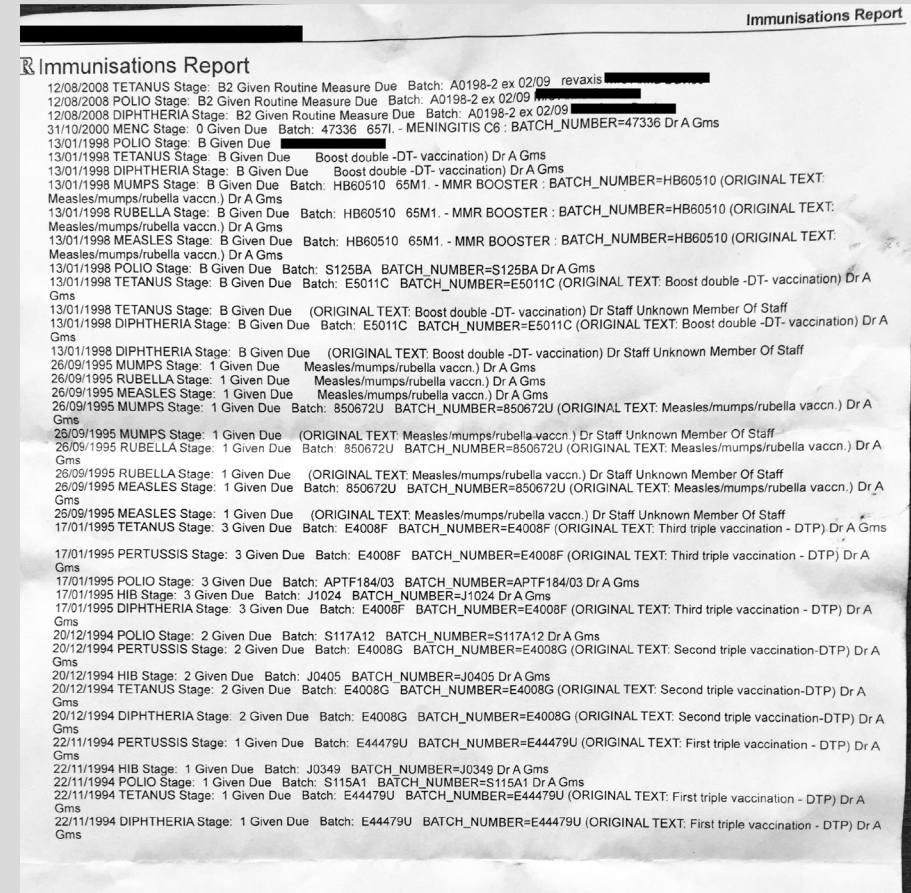 Immunisations Report
R Immunisations Report
12/08/2008 TETANUS Stage: B2 Given Routine Measure Due Batch: A0198-2 ex 02/09 revaxis
12/08/2008 POLIO Stage: B2 Given Routine Measure Due Batch: A0198-2 ex 02/09
12/08/2008 DIPHTHERIA Stage: B2 Given Routine Measure Due Batch: A0198-2 ex 02/09
31/10/2000 MENC Stage: 0 Given Due Batch: 47336 657I. - MENINGITIS C6 : BATCH_NUMBER=47336 Dr A Gms
13/01/1998 POLIO Stage: B Given Due
13/01/1998 TETANUS Stage: B Given Due Boost double -DT- vaccination) Dr A Gms
13/01/1998 DIPHTHERIA Stage: B Given Due Boost double -DT- vaccination) Dr A Gms
13/01/1998 MUMPS Stage: B Given Due Batch: HB60510 65M1. - MMR BOOSTER : BATCH_NUMBER=HB60510 (ORIGINAL TEXT:
Measles/mumps/rubella vaccn.) Dr A Gms
13/01/1998 RUBELLA Stage: B Given Due Batch: HB60510 65M1. - MMR BOOSTER : BATCH_NUMBER=HB60510 (ORIGINAL TEXT:
Measles/mumps/rubella vaccn.) Dr A Gms
13/01/1998 MEASLES Stage: B Given Due Batch: HB60510 65M1. - MMR BOOSTER : BATCH_NUMBER=HB60510 (ORIGINAL TEXT:
Measles/mumps/rubella vaccn.) Dr A Gms
13/01/1998 POLIO Stage: B Given Due Batch: S125BA BATCH_NUMBER=S125BA Dr A Gms
13/01/1998 TETANUS Stage: B Given Due Batch: E5011C BATCH_NUMBER=E5011C (ORIGINAL TEXT: Boost double -DT- vaccination) Dr A
Gms
13/01/1998 TETANUS Stage: B Given Due (ORIGINAL TEXT: Boost double -DT- vaccination) Dr Staff Unknown Member Of Staff
13/01/1998 DIPHTHERIA Stage: B Given Due Batch: E5011C BATCH_NUMBER=E5011C (ORIGINAL TEXT: Boost double -DT- vaccination) Dr A
Gms
13/01/1998 DIPHTHERIA Stage: B Given Due (ORIGINAL TEXT: Boost double -DT- vaccination) Dr Staff Unknown Member Of Staff
26/09/1995 MUMPS Stage: 1 Given Due Measles/mumps/rubella vaccn.) Dr A Gms
26/09/1995 RUBELLA Stage: 1 Given Due Measles/mumps/rubella vaccn.) Dr A Gms
26/09/1995 MEASLES Stage: 1 Given Due Measles/mumps/rubella vaccn.) Dr A Gms
26/09/1995 MUMPS Stage: 1 Given Due Batch: 850672U BATCH_NUMBER=850672U (ORIGINAL TEXT: Measles/mumps/rubella vaccn.) Dr A
Gms
26/09/1995 MUMPS Stage: 1 Given Due (ORIGINAL TEXT: Measles/mumps/rubella vaccn.) Dr Staff Unknown Member Of Staff
26/09/1995 RUBELLA Stage: 1 Given Due Batch: 850672U BATCH_NUMBER=850672U (ORIGINAL TEXT: Measles/mumps/rubella vaccn.) Dr A
Gms
26/09/1995 RUBELLA Stage: 1 Given Due (ORIGINAL TEXT: Measles/mumps/rubella vaccn.) Dr Staff Unknown Member Of Staff
26/09/1995 MEASLES Stage: 1 Given Due Batch: 850672U BATCH_NUMBER=850672U (ORIGINAL TEXT: Measles/mumps/rubella vaccn.) Dr A
Gms
26/09/1995 MEASLES Stage: 1 Given Due (ORIGINAL TEXT: Measles/mumps/rubella vaccn.) Dr Staff Unknown Member Of Staff
17/01/1995 TETANUS Stage: 3 Given Due Batch: E4008F BATCH_NUMBER=E4008F (ORIGINAL TEXT: Third triple vaccination - DTP) Dr A Gms
17/01/1995 PERTUSSIS Stage: 3 Given Due Batch: E4008F BATCH_NUMBER=E4008F (ORIGINAL TEXT: Third triple vaccination - DTP) Dr A
Gms
17/01/1995 POLIO Stage: 3 Given Due Batch: APTF184/03 BATCH_NUMBER=APTF184/03 Dr A Gms
17/01/1995 HIB Stage: 3 Given Due Batch: J1024 BATCH_NUMBER=J1024 Dr A Gms
17/01/1995 DIPHTHERIA Stage: 3 Given Due Batch: E4008F BATCH_NUMBER=E4008F (ORIGINAL TEXT: Third triple vaccination - DTP) Dr A
Gms
20/12/1994 POLIO Stage: 2 Given Due Batch: S117A12 BATCH_NUMBER=S117A12 Dr A Gms
20/12/1994 PERTUSSIS Stage: 2 Given Due Batch: E4008G BATCH_NUMBER=E4008G (ORIGINAL TEXT: Second triple vaccination-DTP) Dr A
Gms
20/12/1994 HIB Stage: 2 Given Due Batch: J0405 BATCH_NUMBER=J0405 Dr A Gms
20/12/1994 TETANUS Stage: 2 Given Due Batch: E4008G BATCH_NUMBER=E4008G (ORIGINAL TEXT: Second triple vaccination-DTP) Dr A
Gms
20/12/1994 DIPHTHERIA Stage: 2 Given Due Batch: E4008G BATCH_NUMBER=E4008G (ORIGINAL TEXT: Second triple vaccination-DTP) Dr A
Gms
22/11/1994 PERTUSSIS Stage: 1 Given Due Batch: E44479U BATCH_NUMBER=E44479U (ORIGINAL TEXT: First triple vaccination - DTP) Dr A
Gms
22/11/1994 HIB Stage: 1 Given Due Batch: J0349 BATCH_NUMBER=J0349 Dr A Gms
22/11/1994 POLIO Stage: 1 Given Due Batch: S115A1 BATCH_NUMBER=S115A1 Dr A Gms
22/11/1994 TETANUS Stage: 1 Given Due Batch: E44479U BATCH_NUMBER=E44479U (ORIGINAL TEXT: First triple vaccination - DTP) Dr A
Gms
22/11/1994 DIPHTHERIA Stage: 1 Given Due Batch: E44479U BATCH_NUMBER=E44479U (ORIGINAL TEXT: First triple vaccination - DTP) Dr A
Gms